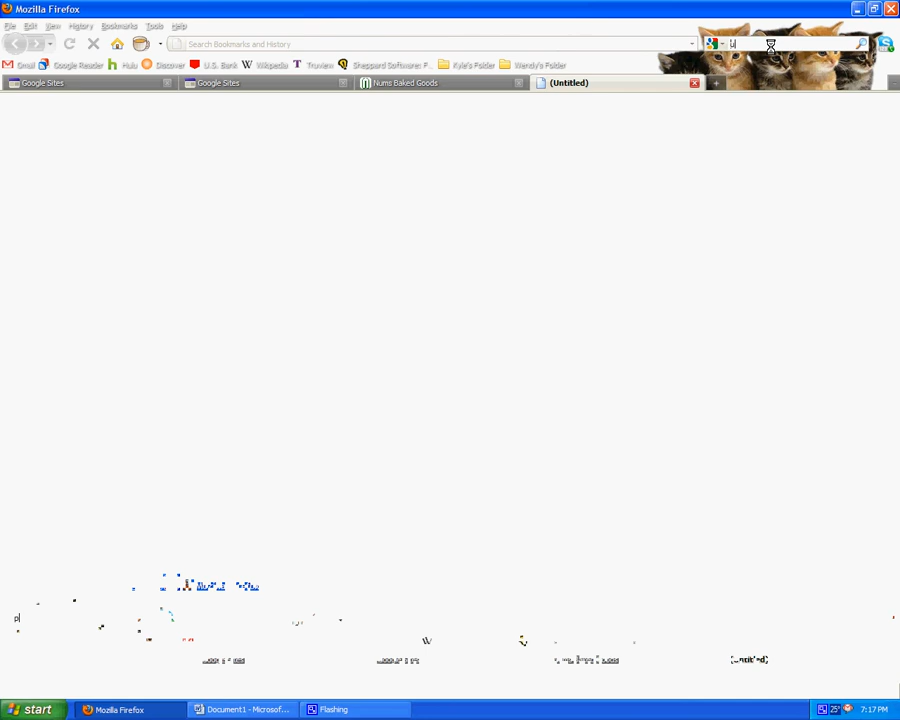 Mozilla Firefox
File Edit View History Bookmarks Tools Help
Search Bookmarks and History
Gmail Google Reader Hulu Discover U.S. Bank Wikipedia Truview Sheppard Software: F... Kyle's Folder Wendy's Folder
Google Sites Google Sites Nums Baked Goods (Untitled)
p
W
(Untitled)
start Mozilla Firefox Document1 - Microsof... Flashing 25° 7:17 PM